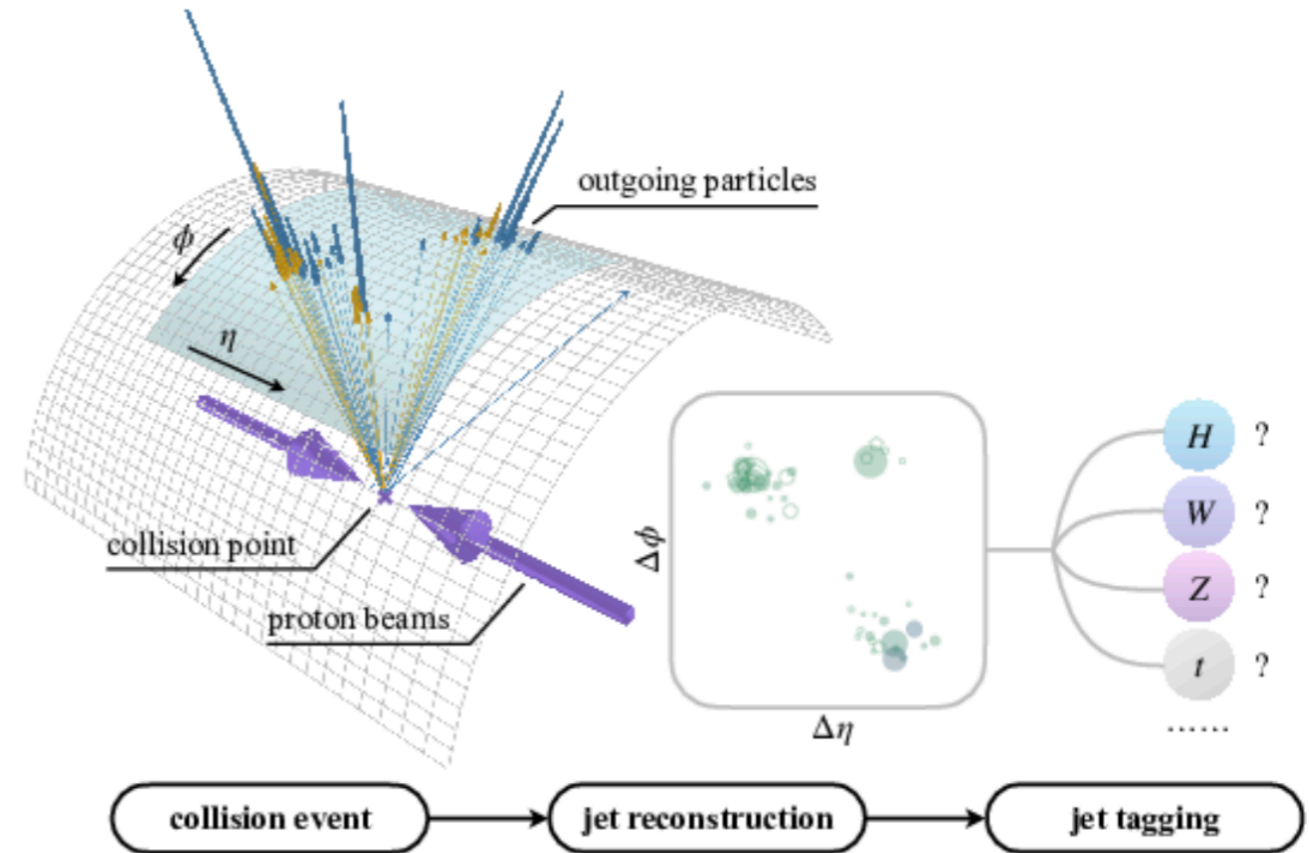 outgoing particles
ϕ
η
collision point
proton beams
Δϕ
Δη
H ?
W ?
Z ?
t ?
......
collision event
jet reconstruction
jet tagging